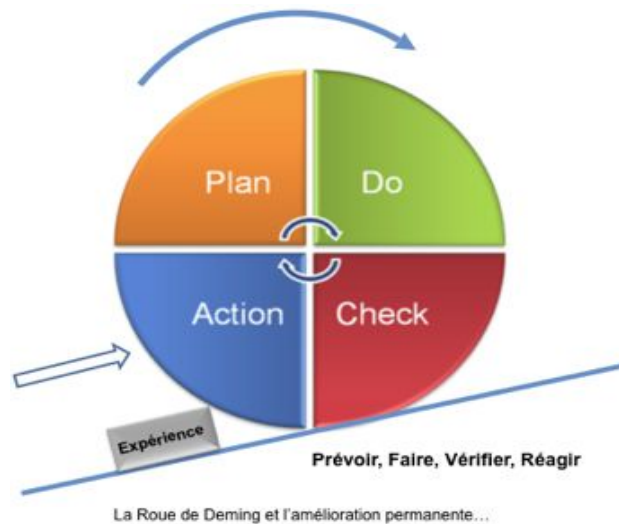 Plan
Do
Action
Check
Expérience
Prévoir, Faire, Vérifier, Réagir
La Roue de Deming et l'amélioration permanente…